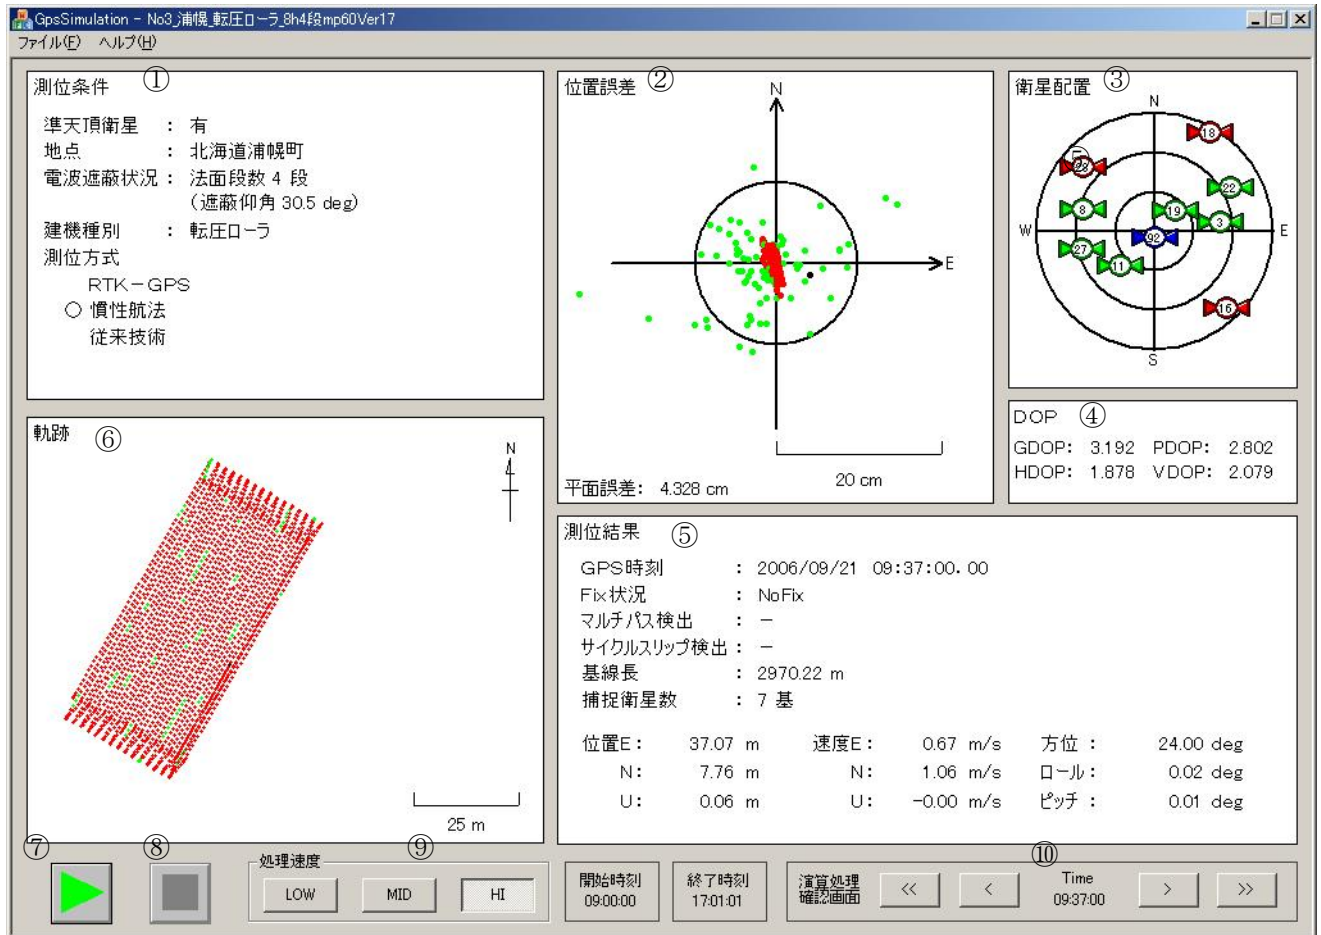 GpsSimulation - No3_浦幌_転圧ローラ_8h4段mp60Ver17
ファイル(F) ヘルプ(H)
測位条件 ①
準天頂衛星 : 有
地点 : 北海道浦幌町
電波遮蔽状況 : 法面段数 4 段
(遮蔽仰角 30.5 deg)
建機種別 : 転圧ローラ
測位方式
RTK-GPS
○ 慣性航法
従来技術
位置誤差 ②
N
E
20 cm
平面誤差: 4.328 cm
衛星配置 ③
N
18
28
22
8
19
3
W
E
92
27
11
16
S
DOP ④
GDOP: 3.192 PDOP: 2.802
HDOP: 1.878 VDOP: 2.079
軌跡 ⑥
N
25 m
測位結果 ⑤
GPS時刻 : 2006/09/21 09:37:00.00
Fix状況 : NoFix
マルチパス検出 : -
サイクルスリップ検出 : -
基線長 : 2970.22 m
捕捉衛星数 : 7 基
位置E : 37.07 m 速度E : 0.67 m/s 方位 : 24.00 deg
N : 7.76 m N : 1.06 m/s ロール : 0.02 deg
U : 0.06 m U : -0.00 m/s ピッチ : 0.01 deg
⑦ ⑧ ⑨ ⑩
処理速度
LOW MID HI
開始時刻
09:00:00
終了時刻
17:01:01
演算処理
確認画面
<< < Time > >>
09:37:00